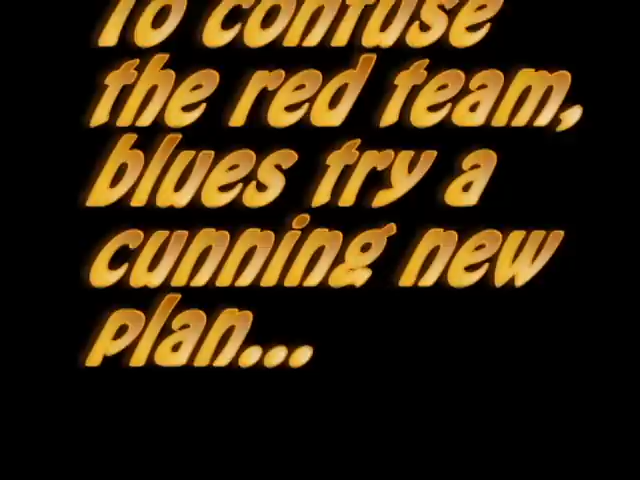 To confuse
the red team,
blues try a
cunning new
plan...